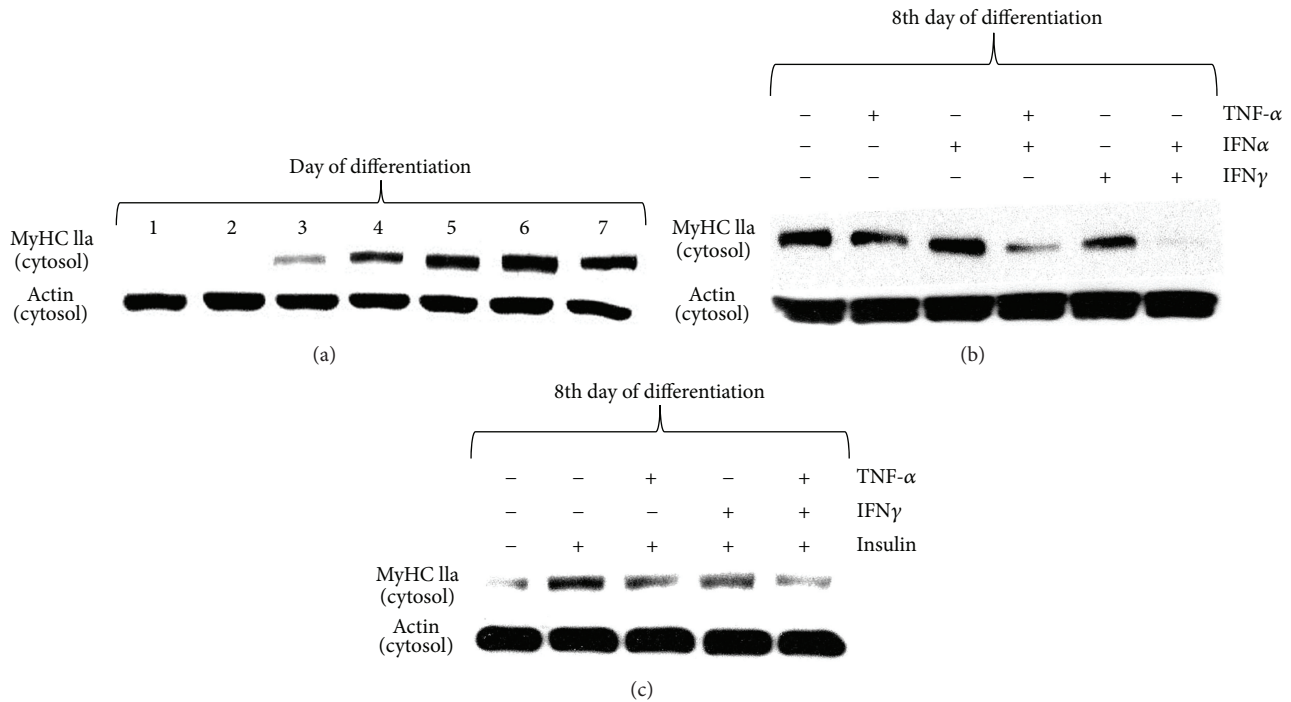 Day of differentiation
1 2 3 4 5 6 7
MyHC lla
(cytosol)
Actin
(cytosol)
(a)
8th day of differentiation
− + − + − − TNF-α
− − + + − + IFNα
− − − − + + IFNγ
MyHC lla
(cytosol)
Actin
(cytosol)
(b)
8th day of differentiation
− − + − + TNF-α
− − − + + IFNγ
− + + + + Insulin
MyHC lla
(cytosol)
Actin
(cytosol)
(c)